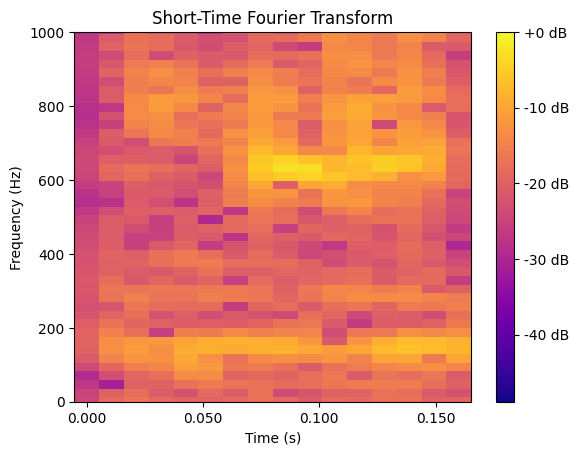 Short-Time Fourier Transform
1000
800
600
400
200
0
Frequency (Hz)
0.000
0.050
0.100
0.150
Time (s)
+0 dB
-10 dB
-20 dB
-30 dB
-40 dB